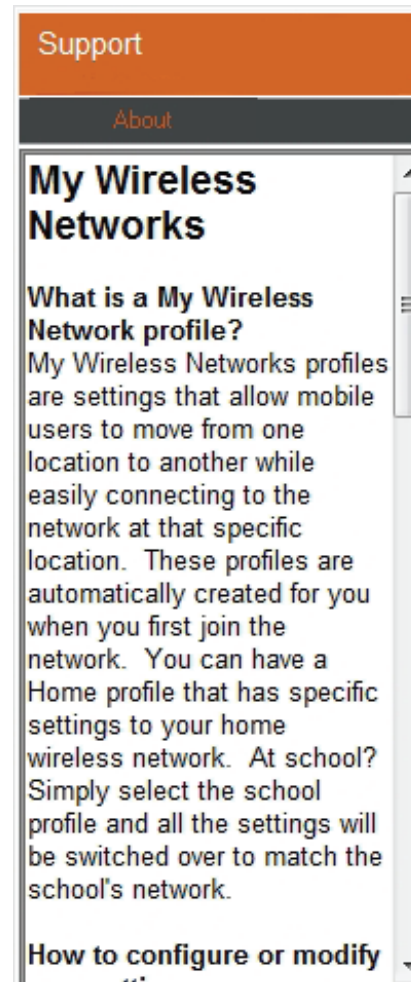 Support
About
My Wireless
Networks
What is a My Wireless
Network profile?
My Wireless Networks profiles
are settings that allow mobile
users to move from one
location to another while
easily connecting to the
network at that specific
location.  These profiles are
automatically created for you
when you first join the
network.  You can have a
Home profile that has specific
settings to your home
wireless network.  At school?
Simply select the school
profile and all the settings will
be switched over to match the
school's network.
How to configure or modify